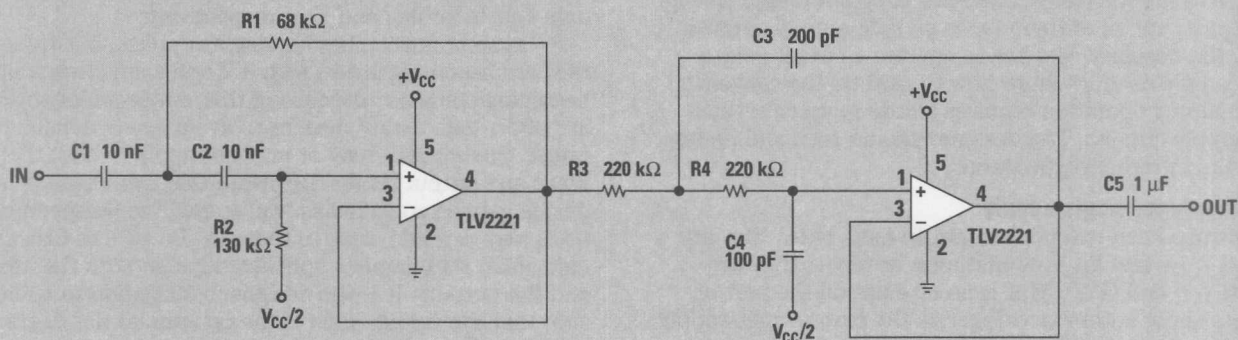 R1 68 kΩ
C3 200 pF
+VCC
+VCC
C1 10 nF
C2 10 nF
5
R3 220 kΩ
R4 220 kΩ
5
IN
1
+
4
1
+
4
C5 1 µF
3
−
3
−
OUT
R2
130 kΩ
2
TLV2221
C4
100 pF
2
TLV2221
VCC/2
VCC/2